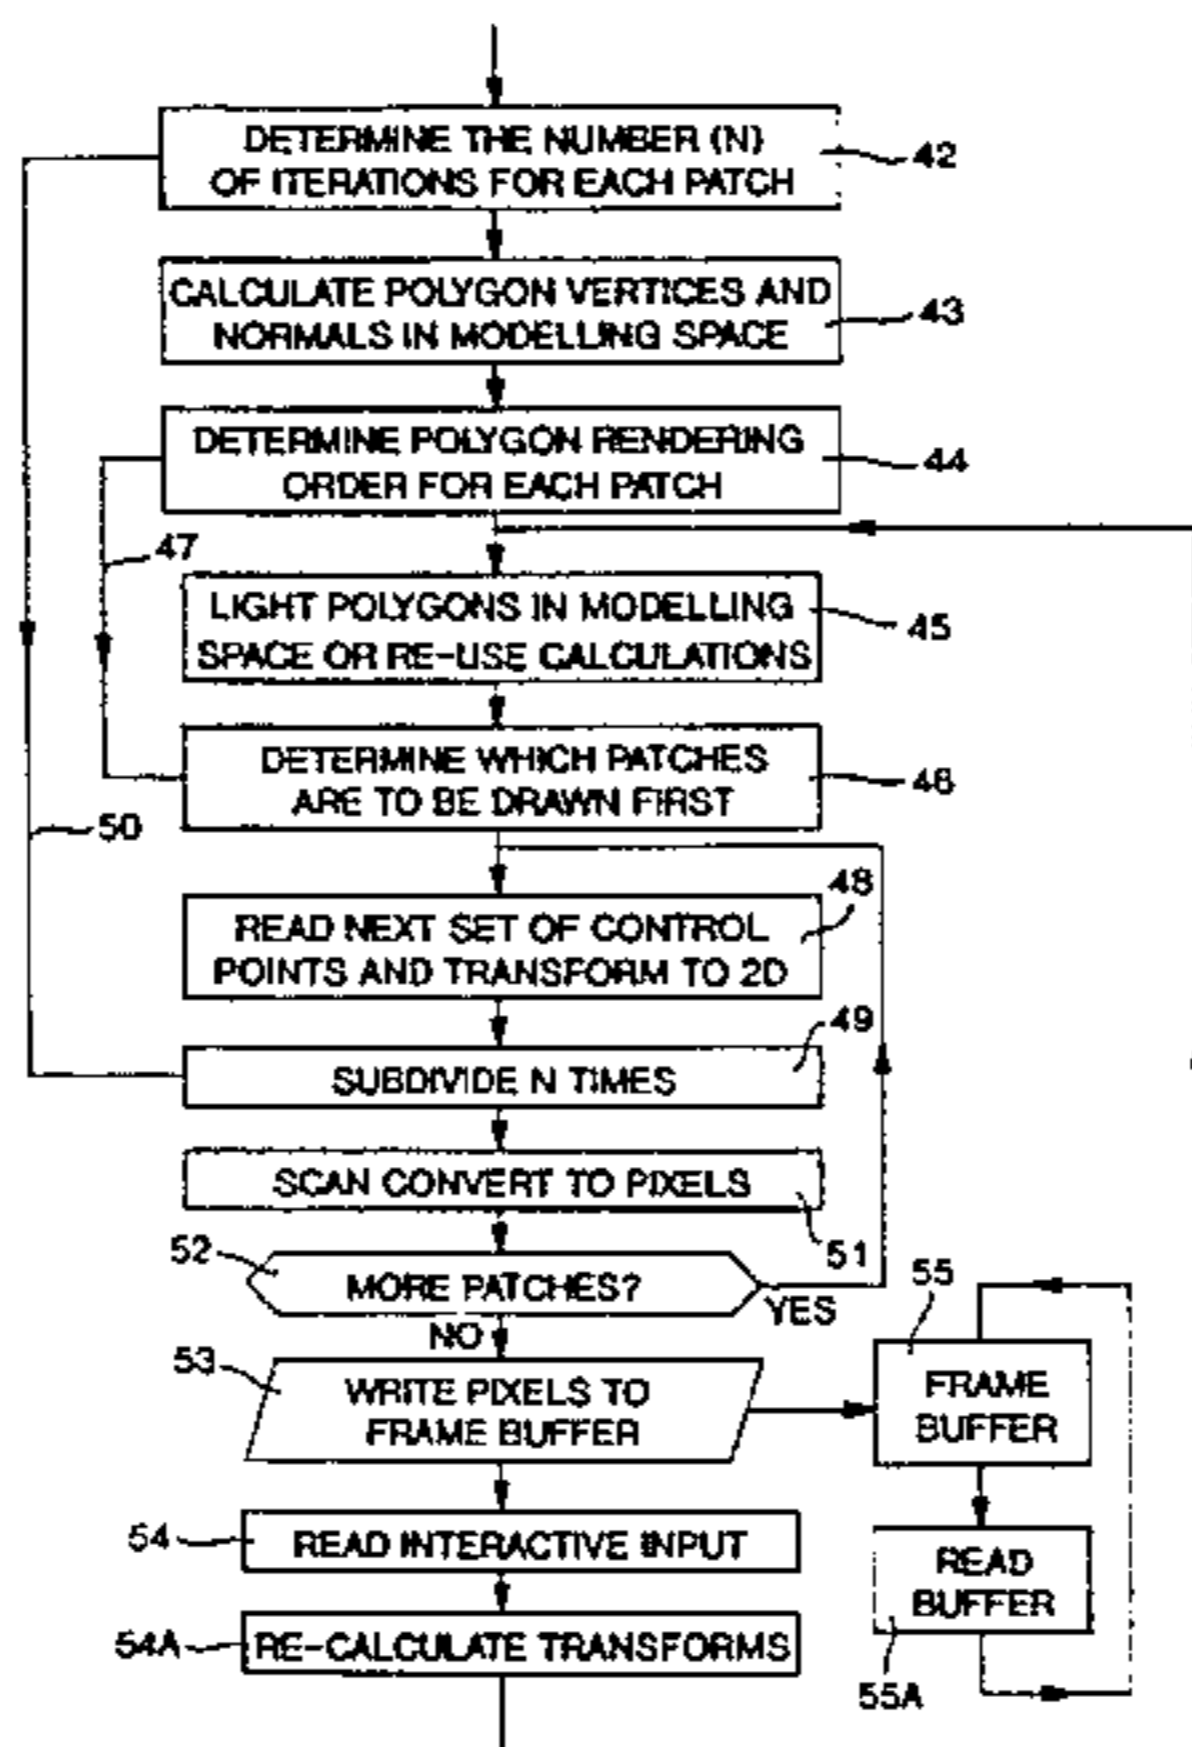 DETERMINE THE NUMBER (N)
OF ITERATIONS FOR EACH PATCH
42
CALCULATE POLYGON VERTICES AND
NORMALS IN MODELLING SPACE
43
DETERMINE POLYGON RENDERING
ORDER FOR EACH PATCH
44
47
LIGHT POLYGONS IN MODELLING
SPACE OR RE-USE CALCULATIONS
45
DETERMINE WHICH PATCHES
ARE TO BE DRAWN FIRST
46
50
48
READ NEXT SET OF CONTROL
POINTS AND TRANSFORM TO 2D
49
SUBDIVIDE N TIMES
SCAN CONVERT TO PIXELS
51
52
MORE PATCHES?
YES
NO
53
WRITE PIXELS TO
FRAME BUFFER
55
FRAME
BUFFER
54
READ INTERACTIVE INPUT
READ
BUFFER
54A
RE-CALCULATE TRANSFORMS
55A